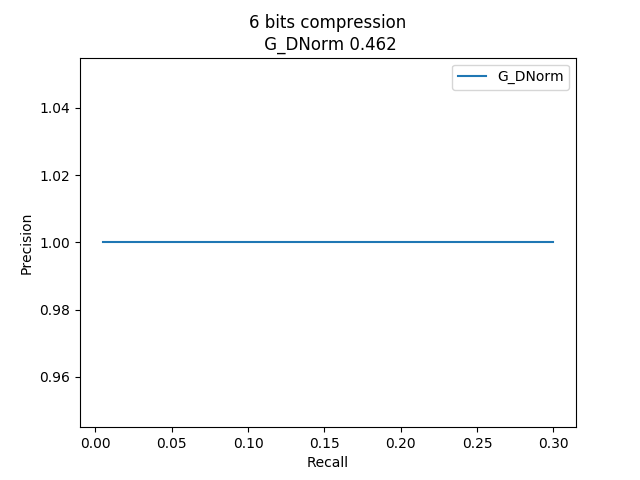 6 bits compression
G_DNorm 0.462
G_DNorm
1.04
1.02
1.00
0.98
0.96
Precision
0.00 0.05 0.10 0.15 0.20 0.25 0.30
Recall